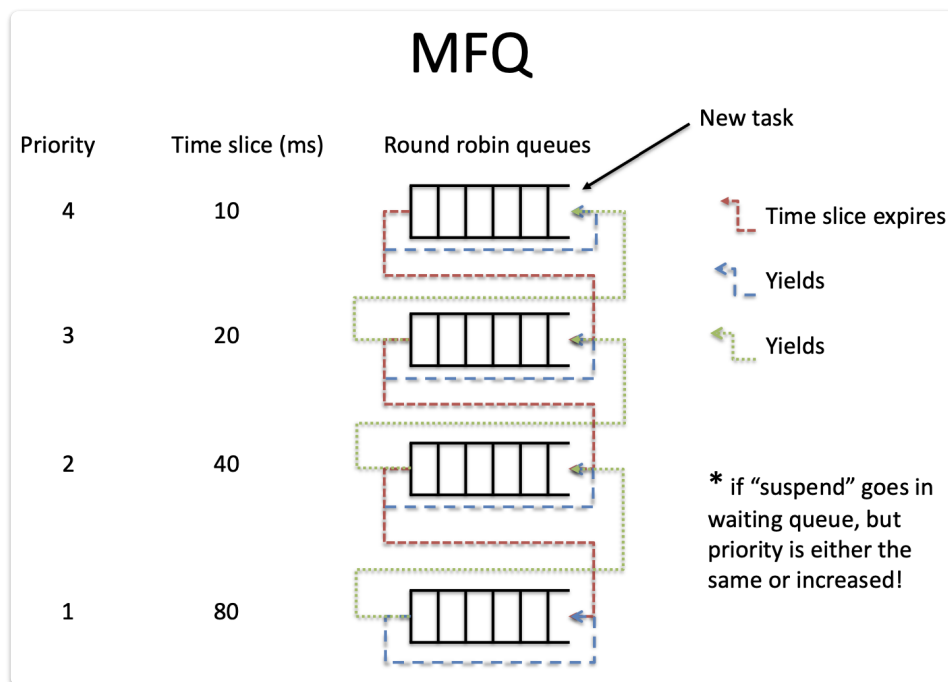 MFQ
New task
Priority Time slice (ms) Round robin queues
4 10
Time slice expires
Yields
3 20
Yields
2 40
* if “suspend” goes in
waiting queue, but
priority is either the
same or increased!
1 80